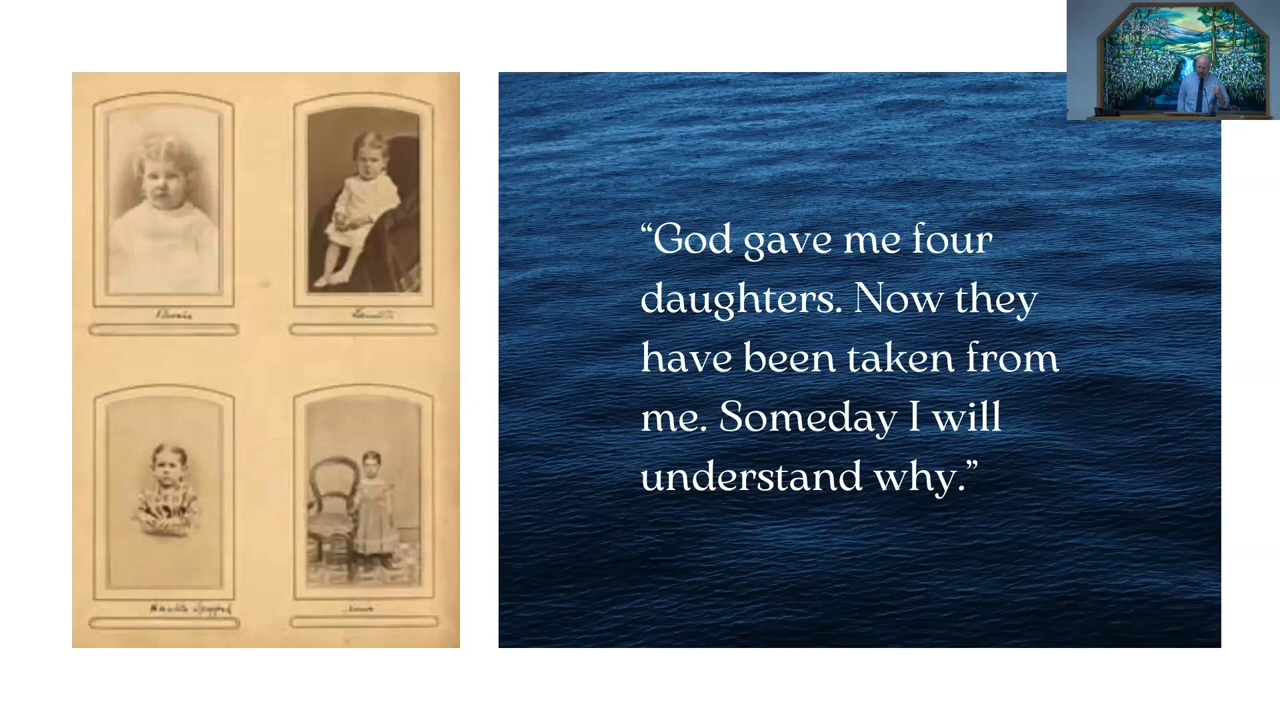 “God gave me four
daughters. Now they
have been taken from
me. Someday I will
understand why.”